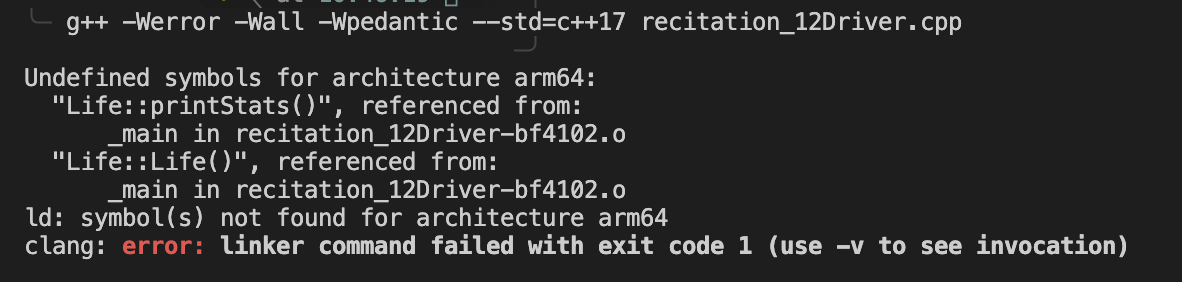 g++ -Werror -Wall -Wpedantic --std=c++17 recitation_12Driver.cpp
Undefined symbols for architecture arm64:
"Life::printStats()", referenced from:
_main in recitation_12Driver-bf4102.o
"Life::Life()", referenced from:
_main in recitation_12Driver-bf4102.o
ld: symbol(s) not found for architecture arm64
clang: error: linker command failed with exit code 1 (use -v to see invocation)